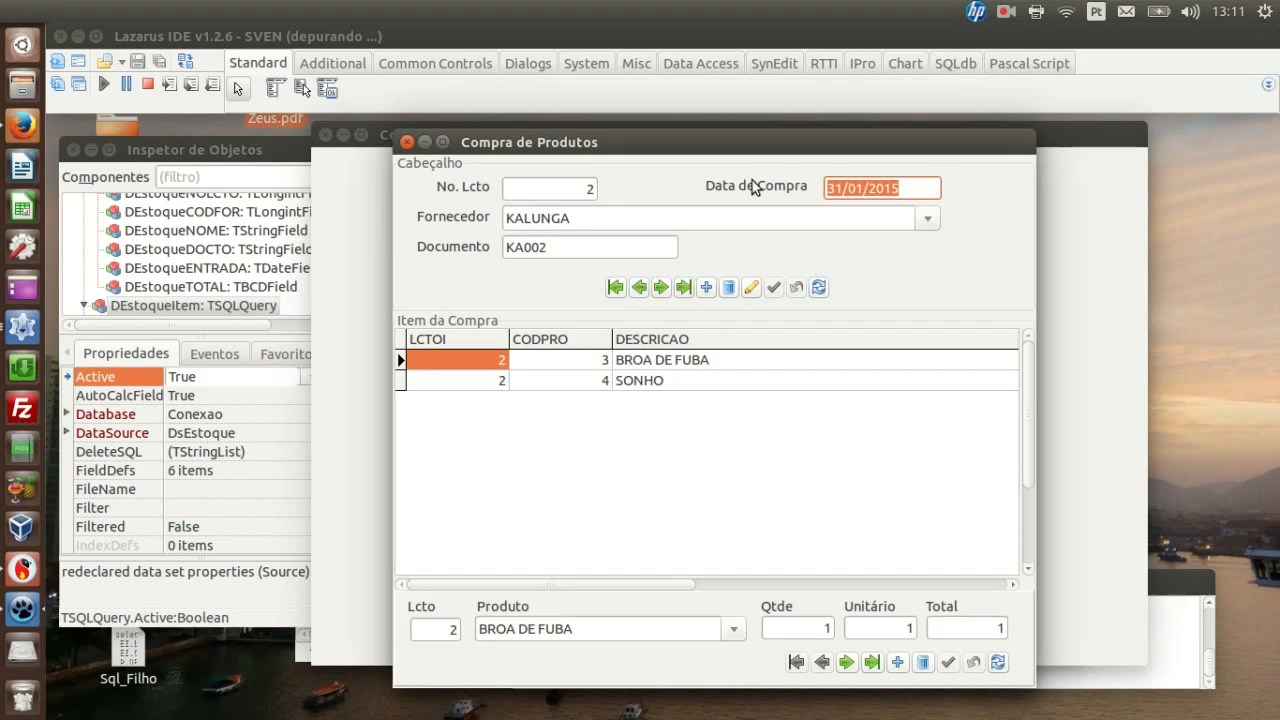 Pt
13:11
Lazarus IDE v1.2.6 - SVEN (depurando ...)
Standard Additional Common Controls Dialogs System Misc Data Access SynEdit RTTI IPro Chart SQLdb Pascal Script
Zeus.pdf
Inspetor de Objetos
Componentes (filtro)
DEstoqueCODFOR: TLongintFi
DEstoqueNOME: TStringField
DEstoqueDOCTO: TStringField
DEstoqueENTRADA: TDateFie
DEstoqueTOTAL: TBCDField
DEstoqueItem: TSQLQuery
Propriedades Eventos Favorito
Active True
AutoCalcField True
Database Conexao
DataSource DsEstoque
DeleteSQL (TStringList)
FieldDefs 6 items
FileName
Filter
Filtered False
IndexDefs 0 items
redeclared data set properties (Source)
TSQLQuery.Active:Boolean
Sql_Filho
Compra de Produtos
Cabeçalho
No. Lcto 2 Data de Compra 31/01/2015
Fornecedor KALUNGA
Documento KA002
Item da Compra
LCTOI CODPRO DESCRICAO
2 3 BROA DE FUBA
2 4 SONHO
Lcto Produto Qtde Unitário Total
2 BROA DE FUBA 1 1 1